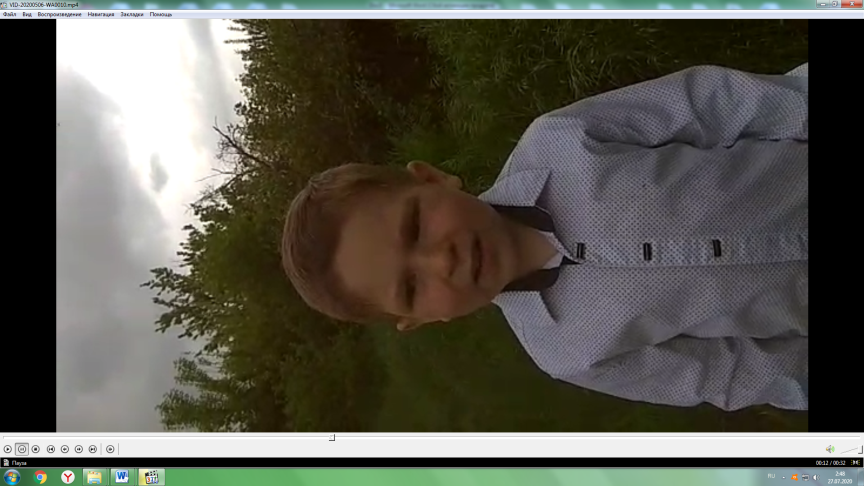 VID-20200506-WA0010.mp4
Файл Вид Воспроизведение Навигация Закладки Помощь
Пауза
00:12 / 00:32
RU
2:48
27.07.2020